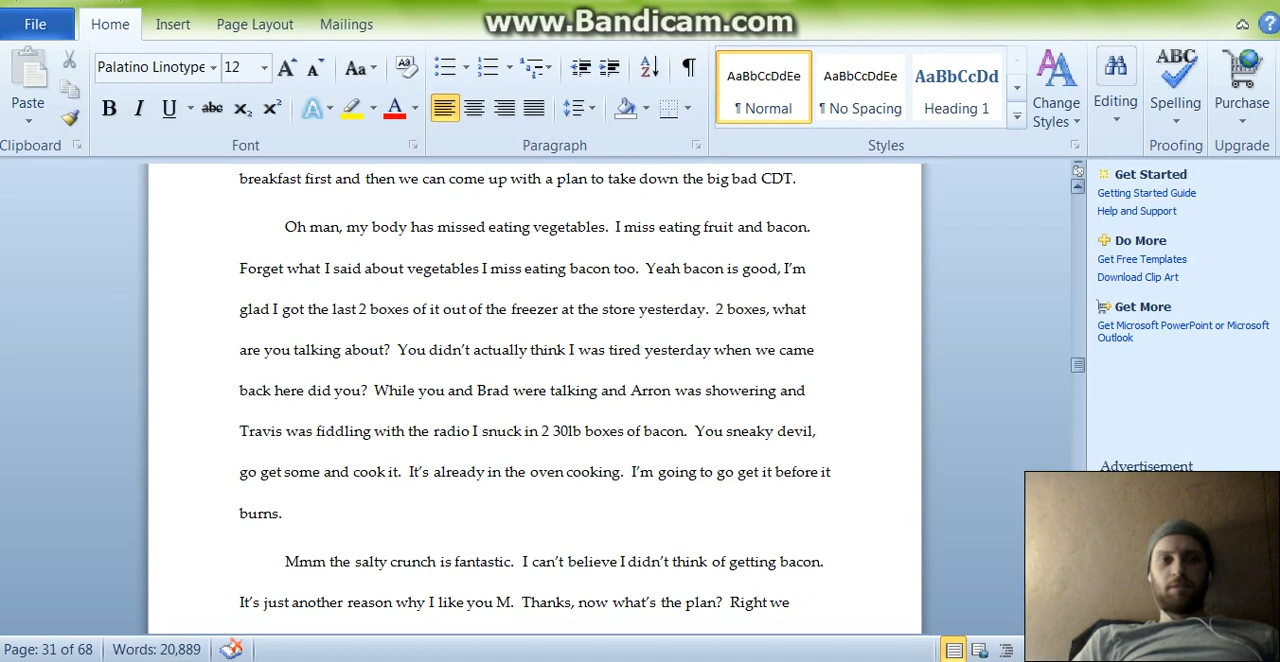 www.Bandicam.com
File Home Insert Page Layout Mailings
Palatino Linotype 12 Aa AaBbCcDdEe AaBbCcDdEe AaBbCcDd
Paste B I U abc X₂ X² A A ¶ Normal ¶ No Spacing Heading 1 Change Styles Editing ABC Spelling Purchase
Clipboard Font Paragraph Styles Proofing Upgrade
breakfast first and then we can come up with a plan to take down the big bad CDT.
Oh man, my body has missed eating vegetables. I miss eating fruit and bacon.
Forget what I said about vegetables I miss eating bacon too. Yeah bacon is good, I'm
glad I got the last 2 boxes of it out of the freezer at the store yesterday. 2 boxes, what
are you talking about? You didn't actually think I was tired yesterday when we came
back here did you? While you and Brad were talking and Arron was showering and
Travis was fiddling with the radio I snuck in 2 30lb boxes of bacon. You sneaky devil,
go get some and cook it. It's already in the oven cooking. I'm going to go get it before it
burns.
Mmm the salty crunch is fantastic. I can't believe I didn't think of getting bacon.
It's just another reason why I like you M. Thanks, now what's the plan? Right we
Get Started
Getting Started Guide
Help and Support
Do More
Get Free Templates
Download Clip Art
Get More
Get Microsoft PowerPoint or Microsoft
Outlook
Advertisement
Page: 31 of 68 Words: 20,889